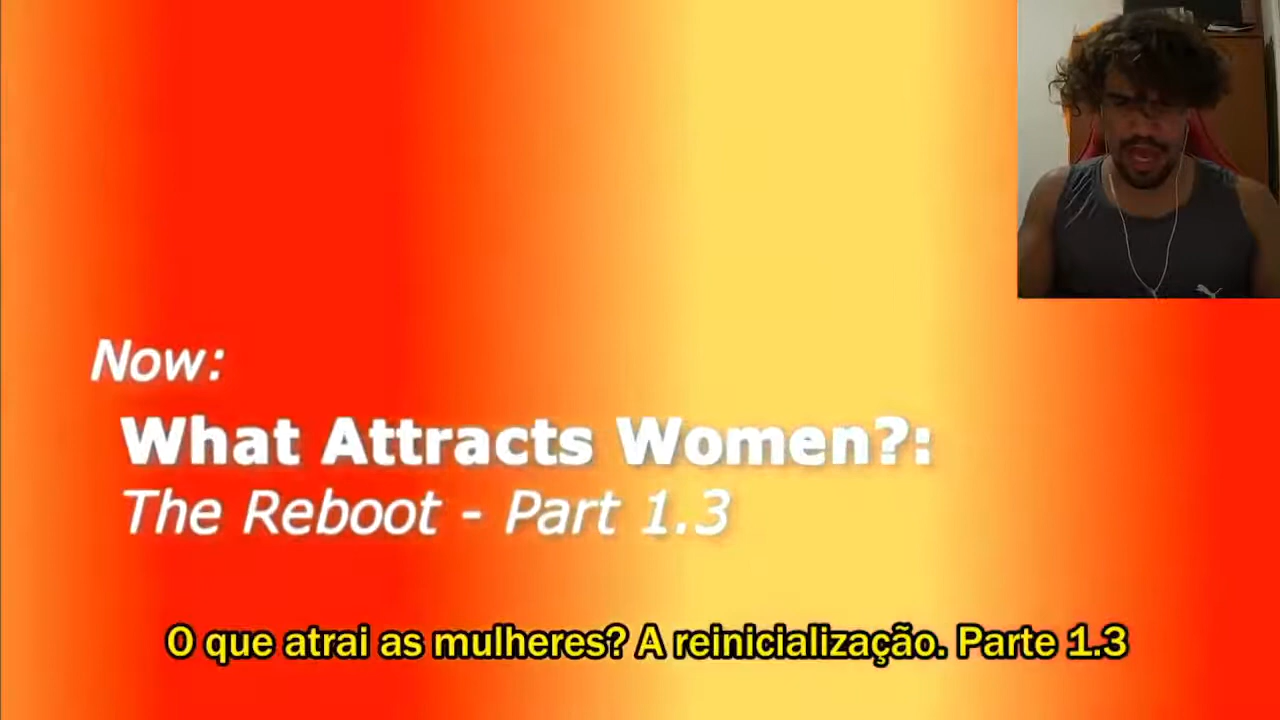 Now:
What Attracts Women?:
The Reboot - Part 1.3
O que atrai as mulheres? A reinicialização. Parte 1.3